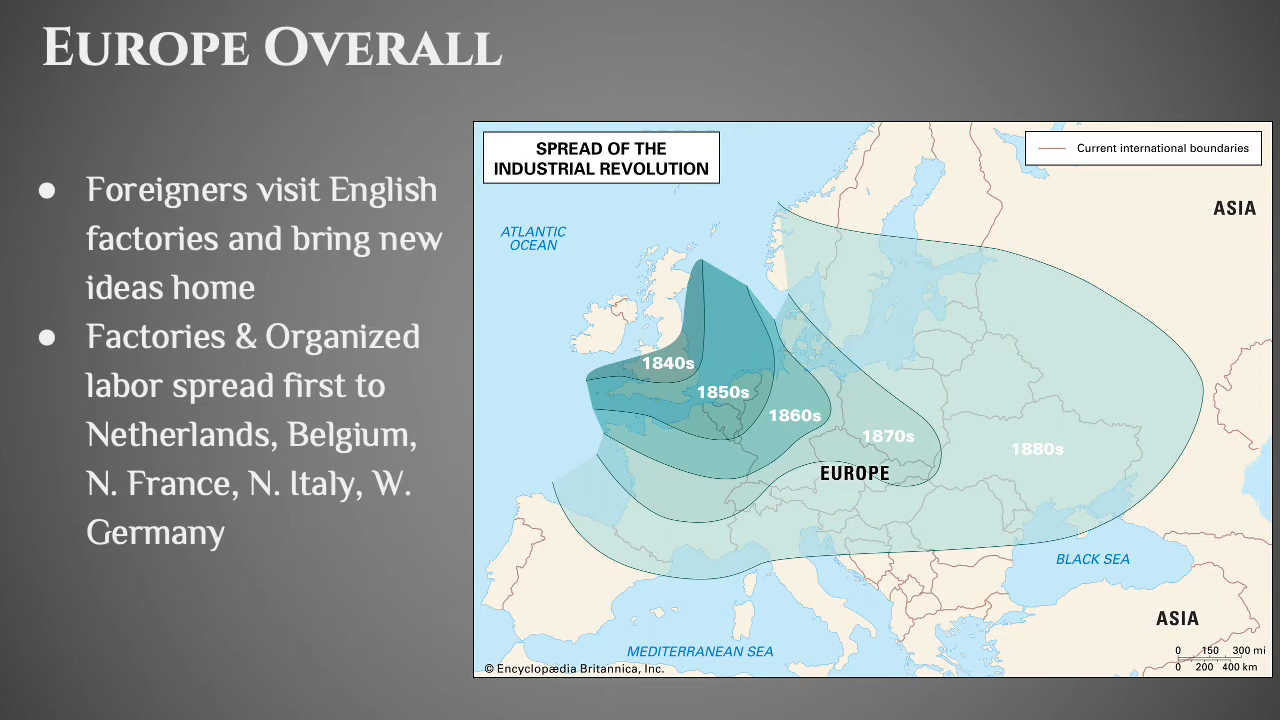 Europe Overall
● Foreigners visit English
factories and bring new
ideas home
● Factories & Organized
labor spread first to
Netherlands, Belgium,
N. France, N. Italy, W.
Germany
SPREAD OF THE
INDUSTRIAL REVOLUTION
Current international boundaries
ASIA
ATLANTIC
OCEAN
1840s
1850s
1860s
1870s
1880s
EUROPE
BLACK SEA
ASIA
MEDITERRANEAN SEA
0 150 300 mi
0 200 400 km
© Encyclopædia Britannica, Inc.